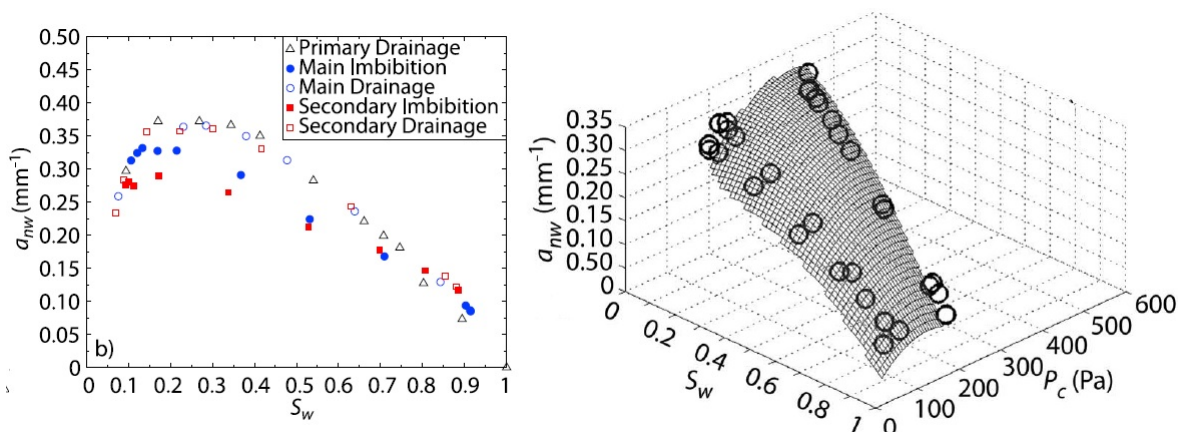 0.50
0.45
0.40
0.35
0.30
0.25
0.20
0.15
0.10
0.05
0
a_nw (mm⁻¹)
Primary Drainage
Main Imbibition
Main Drainage
Secondary Imbibition
Secondary Drainage
b)
0 0.1 0.2 0.3 0.4 0.5 0.6 0.7 0.8 0.9 1
S_w
0.35
0.30
0.25
0.20
0.15
0.10
0.50
0
a_nw (mm⁻¹)
0 0.2 0.4 0.6 0.8 1
S_w
0 100 200 300 400 500 600
P_c (Pa)